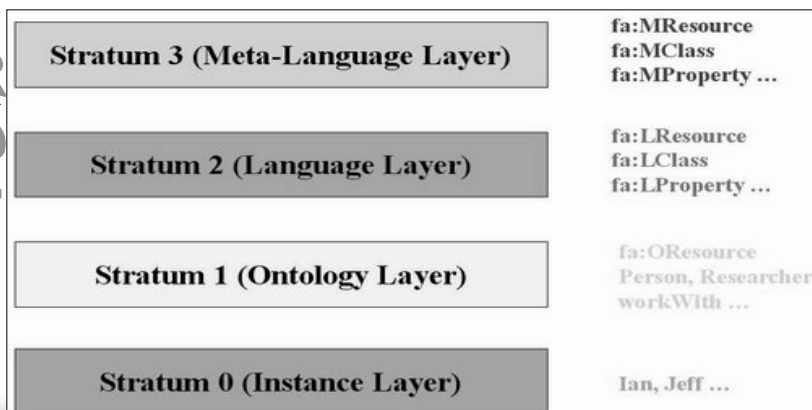 Stratum 3 (Meta-Language Layer)
fa:MResource
fa:MClass
fa:MProperty ...
Stratum 2 (Language Layer)
fa:LResource
fa:LClass
fa:LProperty ...
Stratum 1 (Ontology Layer)
fa:OResource
Person, Researcher
workWith ...
Stratum 0 (Instance Layer)
Ian, Jeff ...